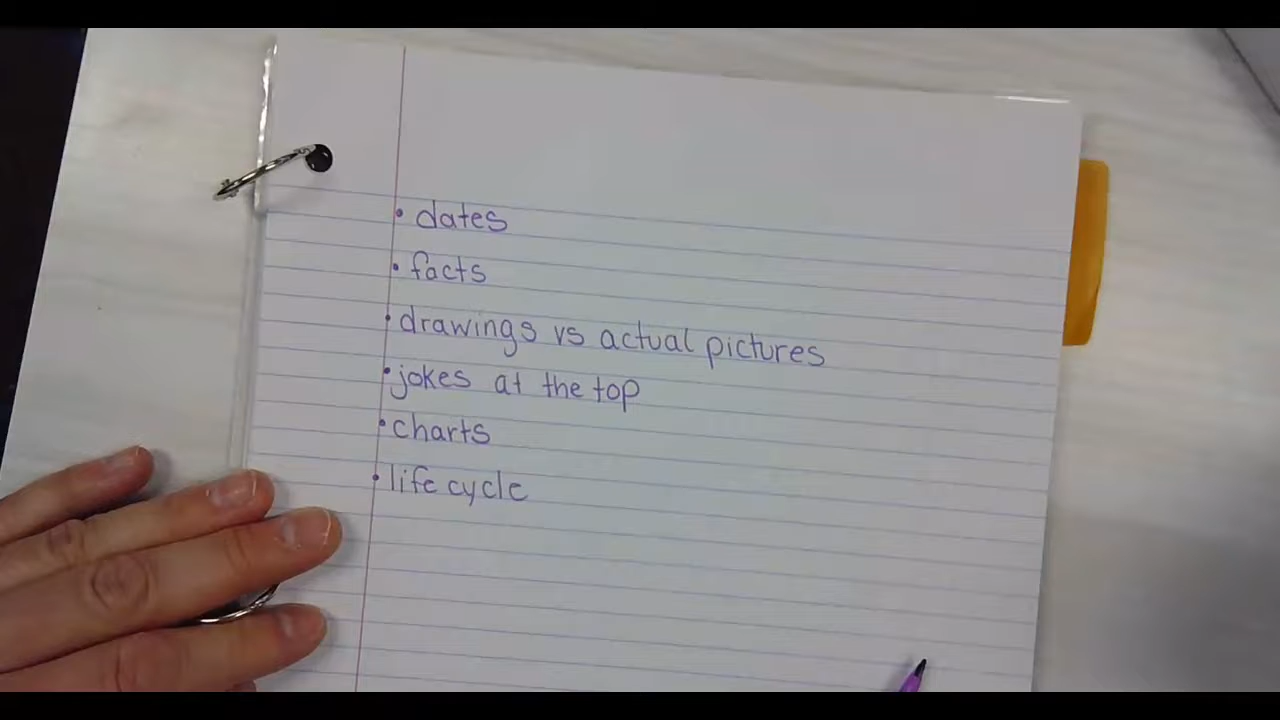 • dates
• facts
• drawings vs actual pictures
• jokes at the top
• charts
• life cycle